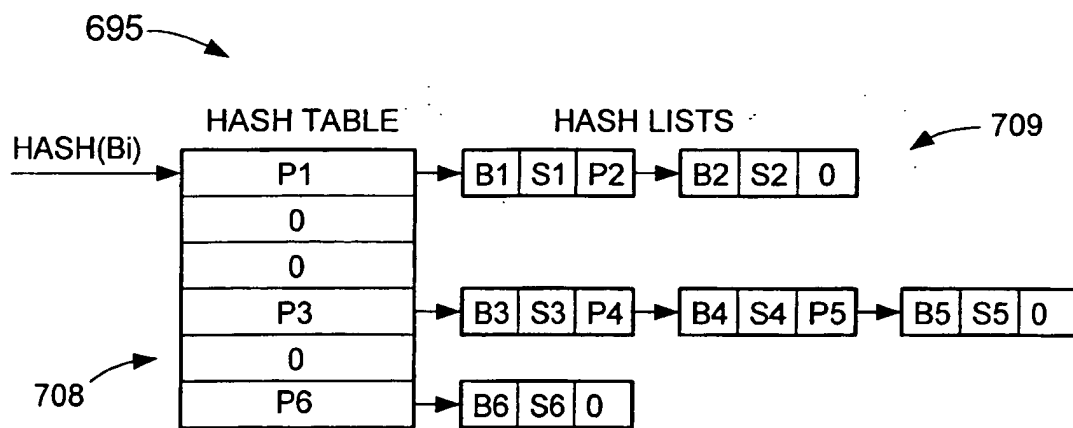 695
HASH TABLE HASH LISTS 709
HASH(Bi)
P1 B1 S1 P2 B2 S2 0
0
0
P3 B3 S3 P4 B4 S4 P5 B5 S5 0
0
708
P6 B6 S6 0